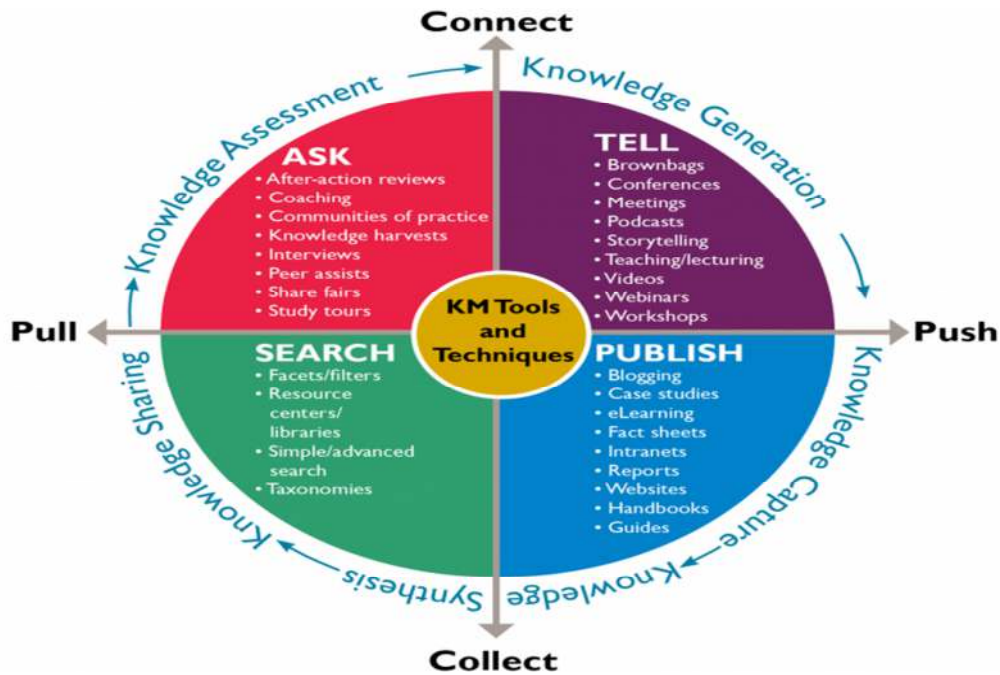 Connect
Knowledge Assessment
Knowledge Generation
ASK
• After-action reviews
• Coaching
• Communities of practice
• Knowledge harvests
• Interviews
• Peer assists
• Share fairs
• Study tours
TELL
• Brownbags
• Conferences
• Meetings
• Podcasts
• Storytelling
• Teaching/lecturing
• Videos
• Webinars
• Workshops
Pull
KM Tools
and
Techniques
Push
SEARCH
• Facets/filters
• Resource
centers/
libraries
• Simple/advanced
search
• Taxonomies
PUBLISH
• Blogging
• Case studies
• eLearning
• Fact sheets
• Intranets
• Reports
• Websites
• Handbooks
• Guides
Knowledge Capture
Knowledge Synthesis
Knowledge Sharing
Collect